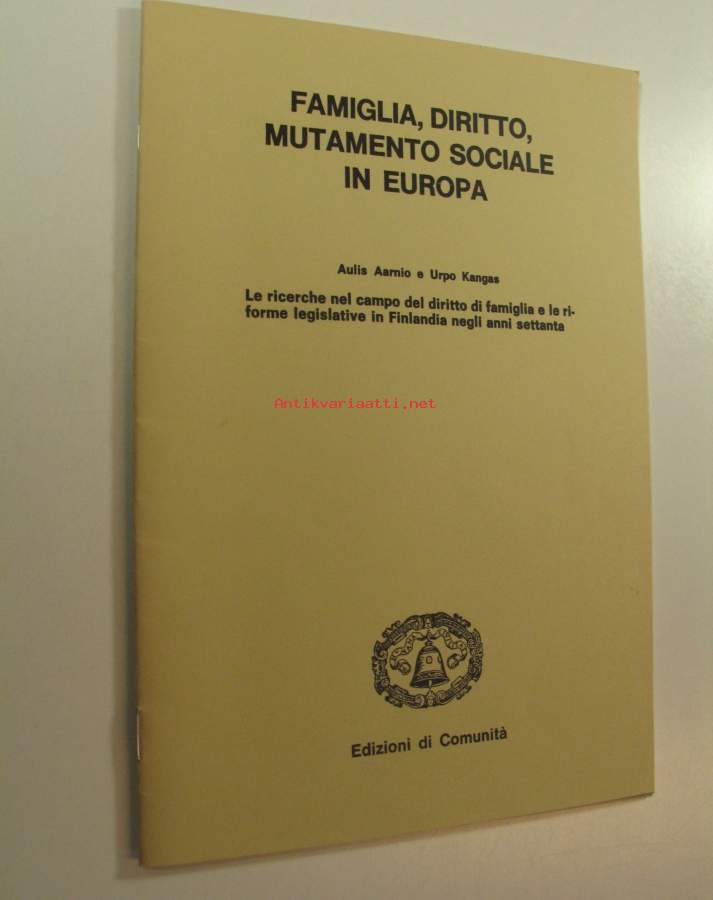 FAMIGLIA, DIRITTO,
MUTAMENTO SOCIALE
IN EUROPA
Aulis Aarnio e Urpo Kangas
Le ricerche nel campo del diritto di famiglia e le ri-
forme legislative in Finlandia negli anni settanta
Antikvariaatti.net
Edizioni di Comunità